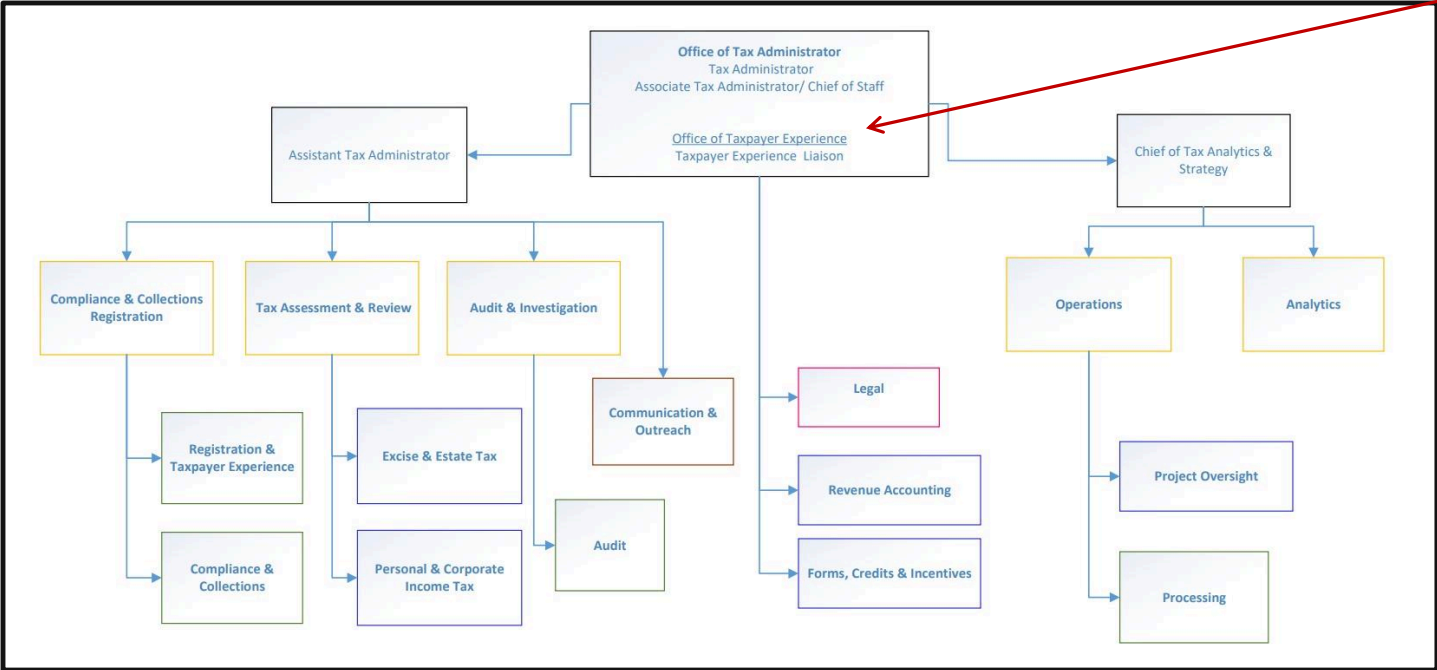 Office of Tax Administrator
Tax Administrator
Associate Tax Administrator/ Chief of Staff
Office of Taxpayer Experience
Taxpayer Experience Liaison
Assistant Tax Administrator
Chief of Tax Analytics &
Strategy
Compliance & Collections
Registration
Tax Assessment & Review
Audit & Investigation
Operations
Analytics
Communication &
Outreach
Legal
Registration &
Taxpayer Experience
Excise & Estate Tax
Revenue Accounting
Project Oversight
Audit
Compliance &
Collections
Personal & Corporate
Income Tax
Forms, Credits & Incentives
Processing